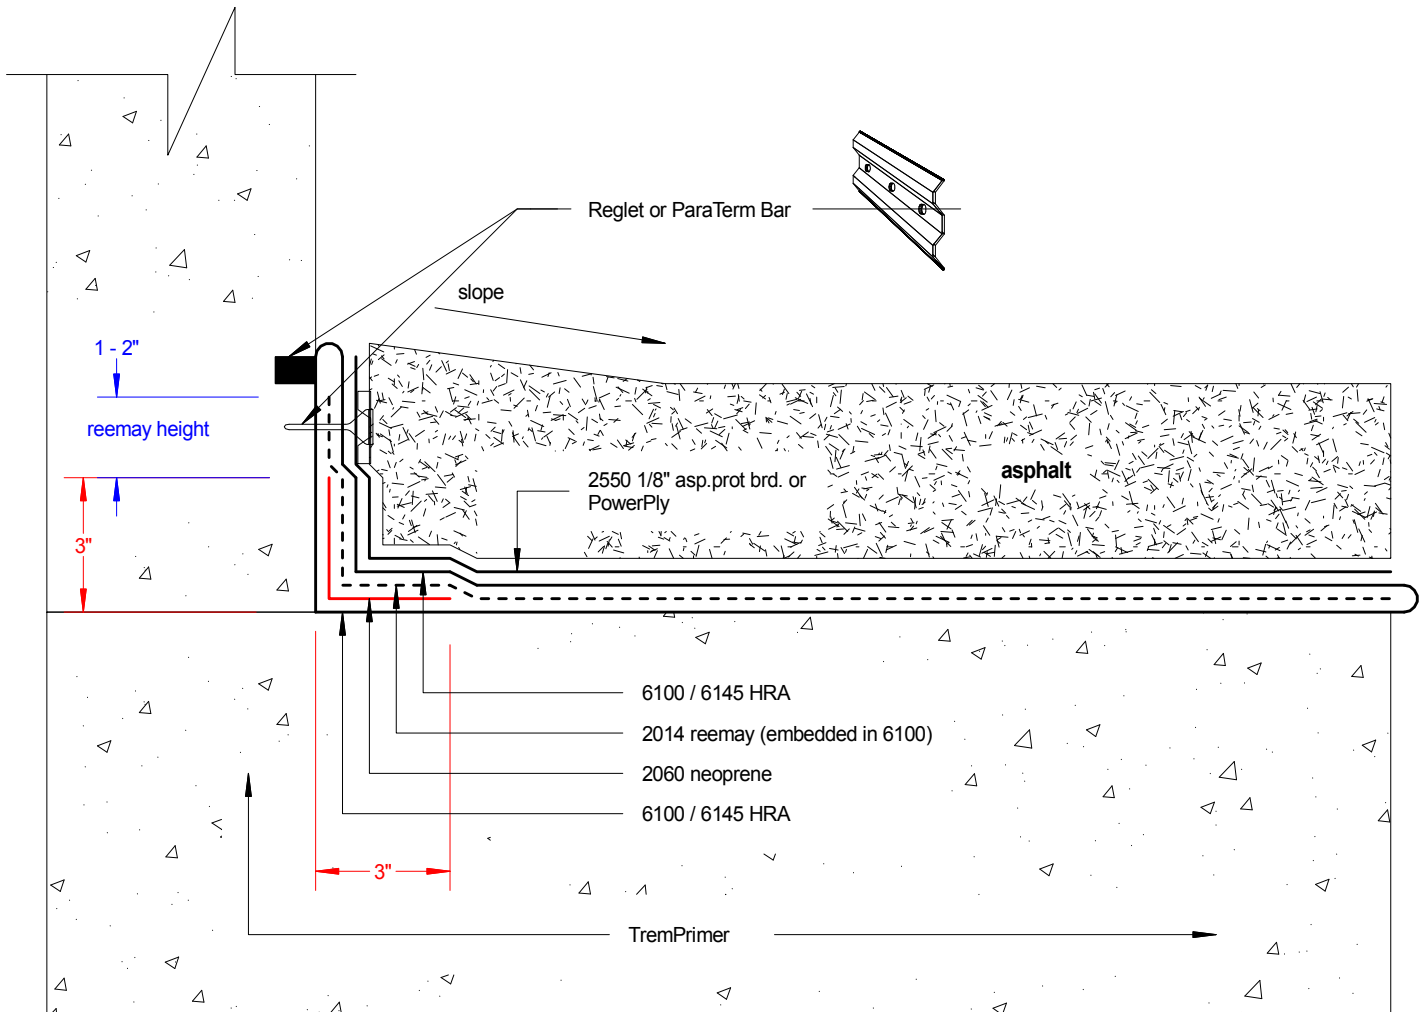 Reglet or ParaTerm Bar
slope
1 - 2"
reemay height
3"
2550 1/8" asp.prot brd. or
PowerPly
asphalt
6100 / 6145 HRA
2014 reemay (embedded in 6100)
2060 neoprene
6100 / 6145 HRA
3"
TremPrimer